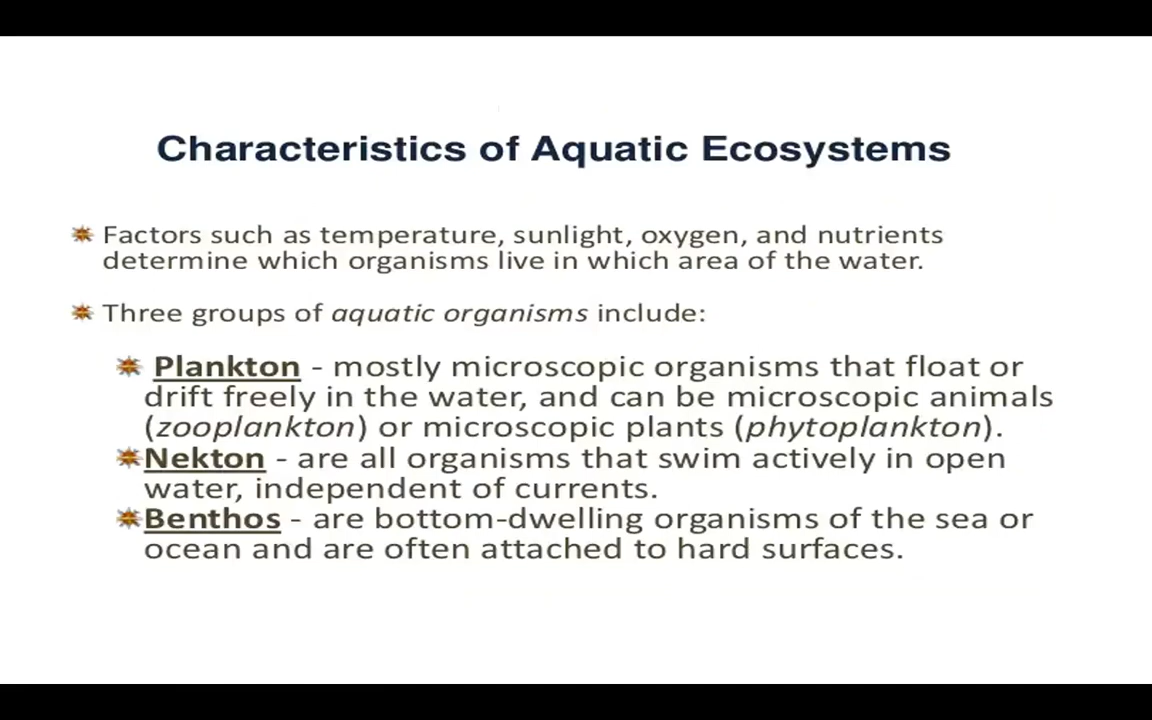 Characteristics of Aquatic Ecosystems
Factors such as temperature, sunlight, oxygen, and nutrients
determine which organisms live in which area of the water.
Three groups of aquatic organisms include:
Plankton - mostly microscopic organisms that float or
drift freely in the water, and can be microscopic animals
(zooplankton) or microscopic plants (phytoplankton).
Nekton - are all organisms that swim actively in open
water, independent of currents.
Benthos - are bottom-dwelling organisms of the sea or
ocean and are often attached to hard surfaces.